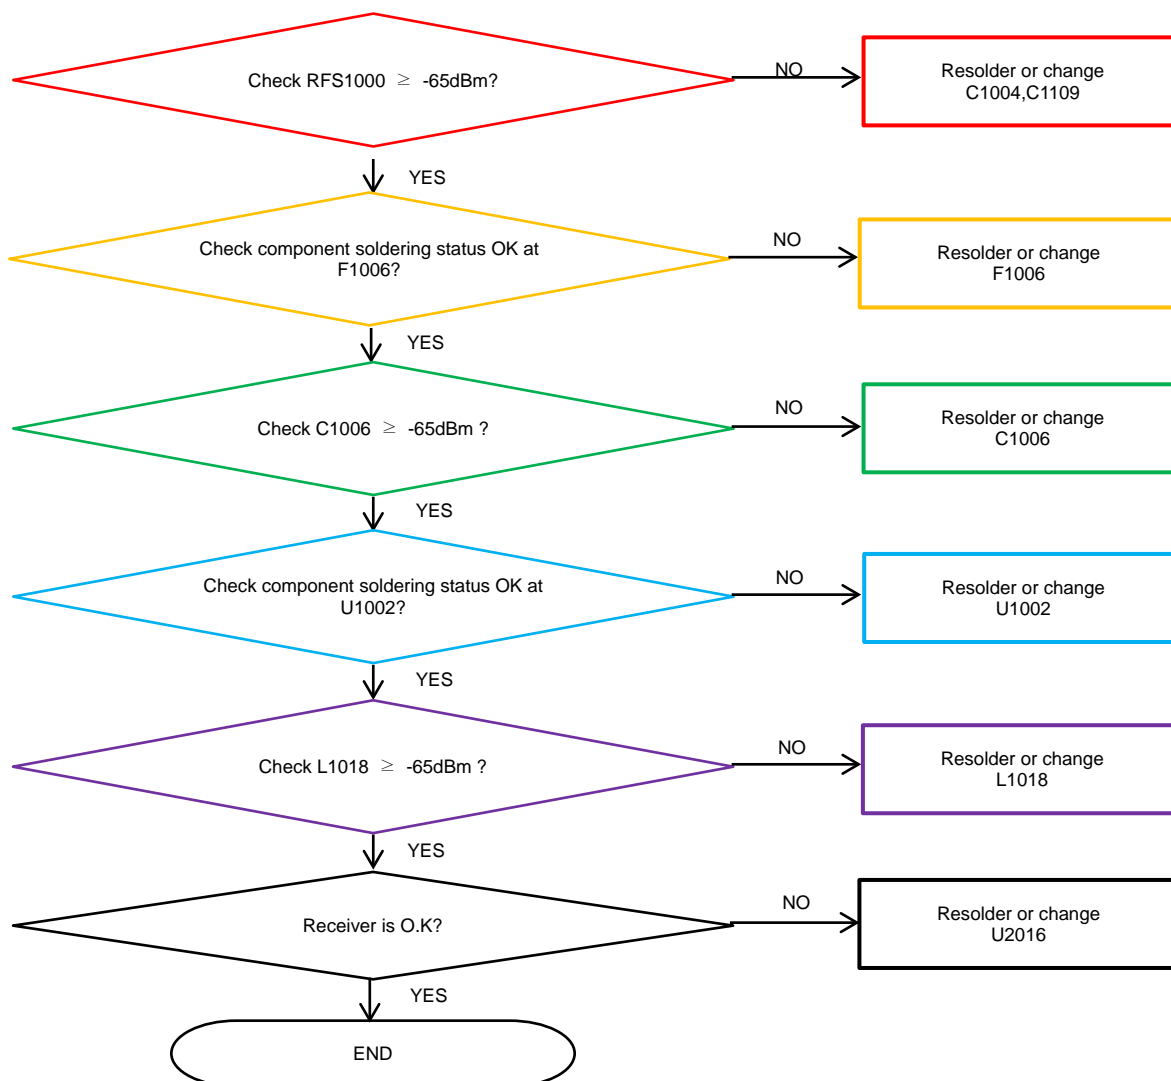 Check RFS1000 ≥ -65dBm?
NO
Resolder or change
C1004,C1109
YES
Check component soldering status OK at
F1006?
NO
Resolder or change
F1006
YES
Check C1006 ≥ -65dBm ?
NO
Resolder or change
C1006
YES
Check component soldering status OK at
U1002?
NO
Resolder or change
U1002
YES
Check L1018 ≥ -65dBm ?
NO
Resolder or change
L1018
YES
Receiver is O.K?
NO
Resolder or change
U2016
YES
END